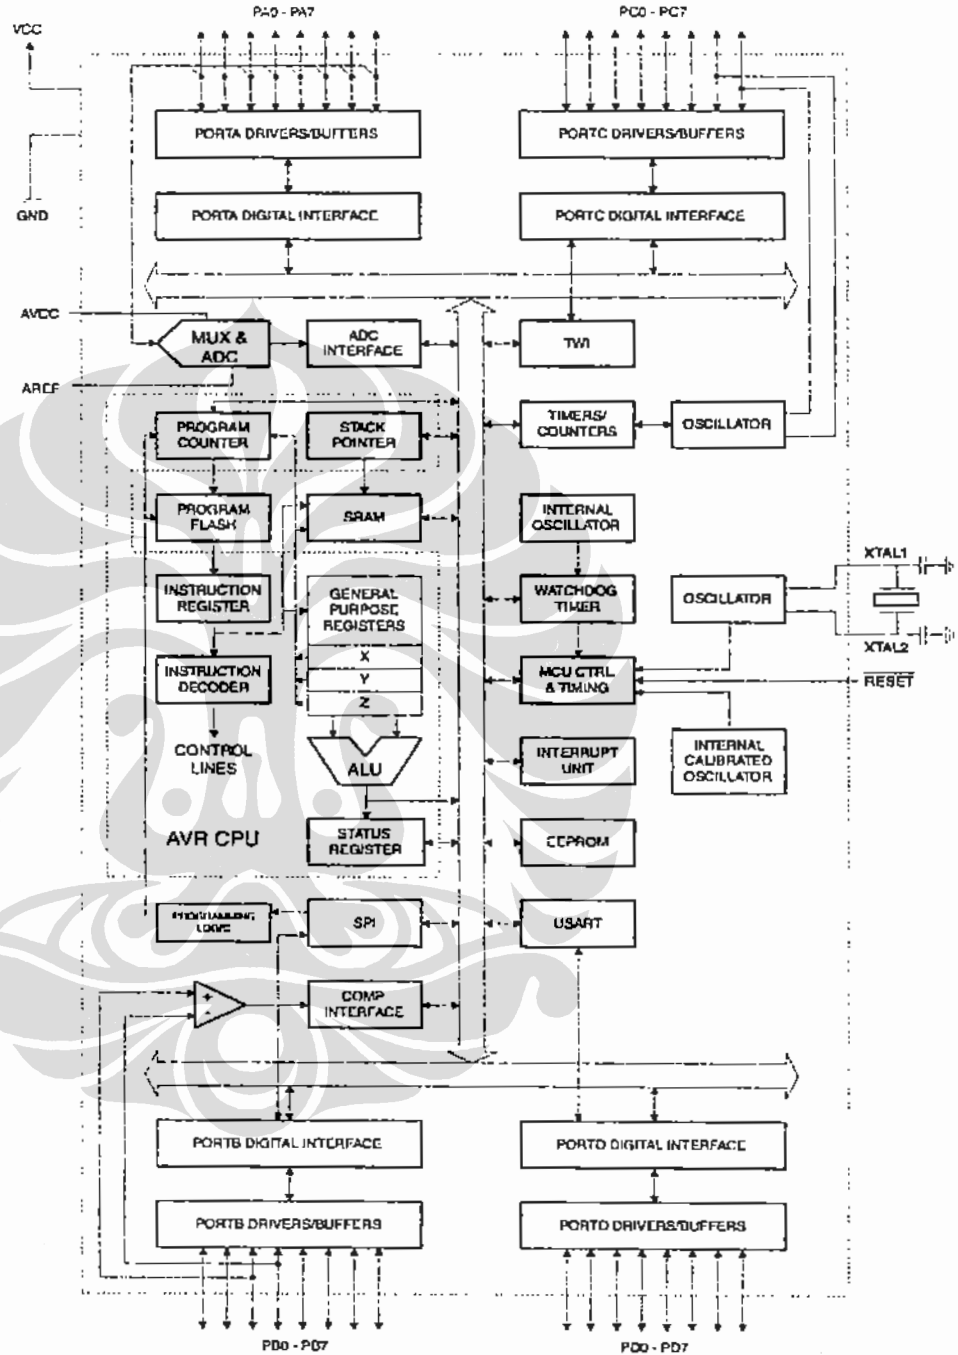 PA0 - PA7
PC0 - PC7
VCC
PORTA DRIVERS/BUFFERS
PORTC DRIVERS/BUFFERS
GND
PORTA DIGITAL INTERFACE
PORTC DIGITAL INTERFACE
AVCC
MUX &
ADC
ADC
INTERFACE
TWI
AREF
PROGRAM
COUNTER
STACK
POINTER
TIMERS/
COUNTERS
OSCILLATOR
PROGRAM
FLASH
SRAM
INTERNAL
OSCILLATOR
XTAL1
INSTRUCTION
REGISTER
GENERAL
PURPOSE
REGISTERS
WATCHDOG
TIMER
OSCILLATOR
XTAL2
X
INSTRUCTION
DECODER
Y
Z
MCU CTRL
& TIMING
RESET
CONTROL
LINES
ALU
INTERRUPT
UNIT
INTERNAL
CALIBRATED
OSCILLATOR
AVR CPU
STATUS
REGISTER
EEPROM
PROGRAMMING
LOGIC
SPI
USART
+
-
COMP
INTERFACE
PORTB DIGITAL INTERFACE
PORTD DIGITAL INTERFACE
PORTB DRIVERS/BUFFERS
PORTD DRIVERS/BUFFERS
PB0 - PB7
PD0 - PD7